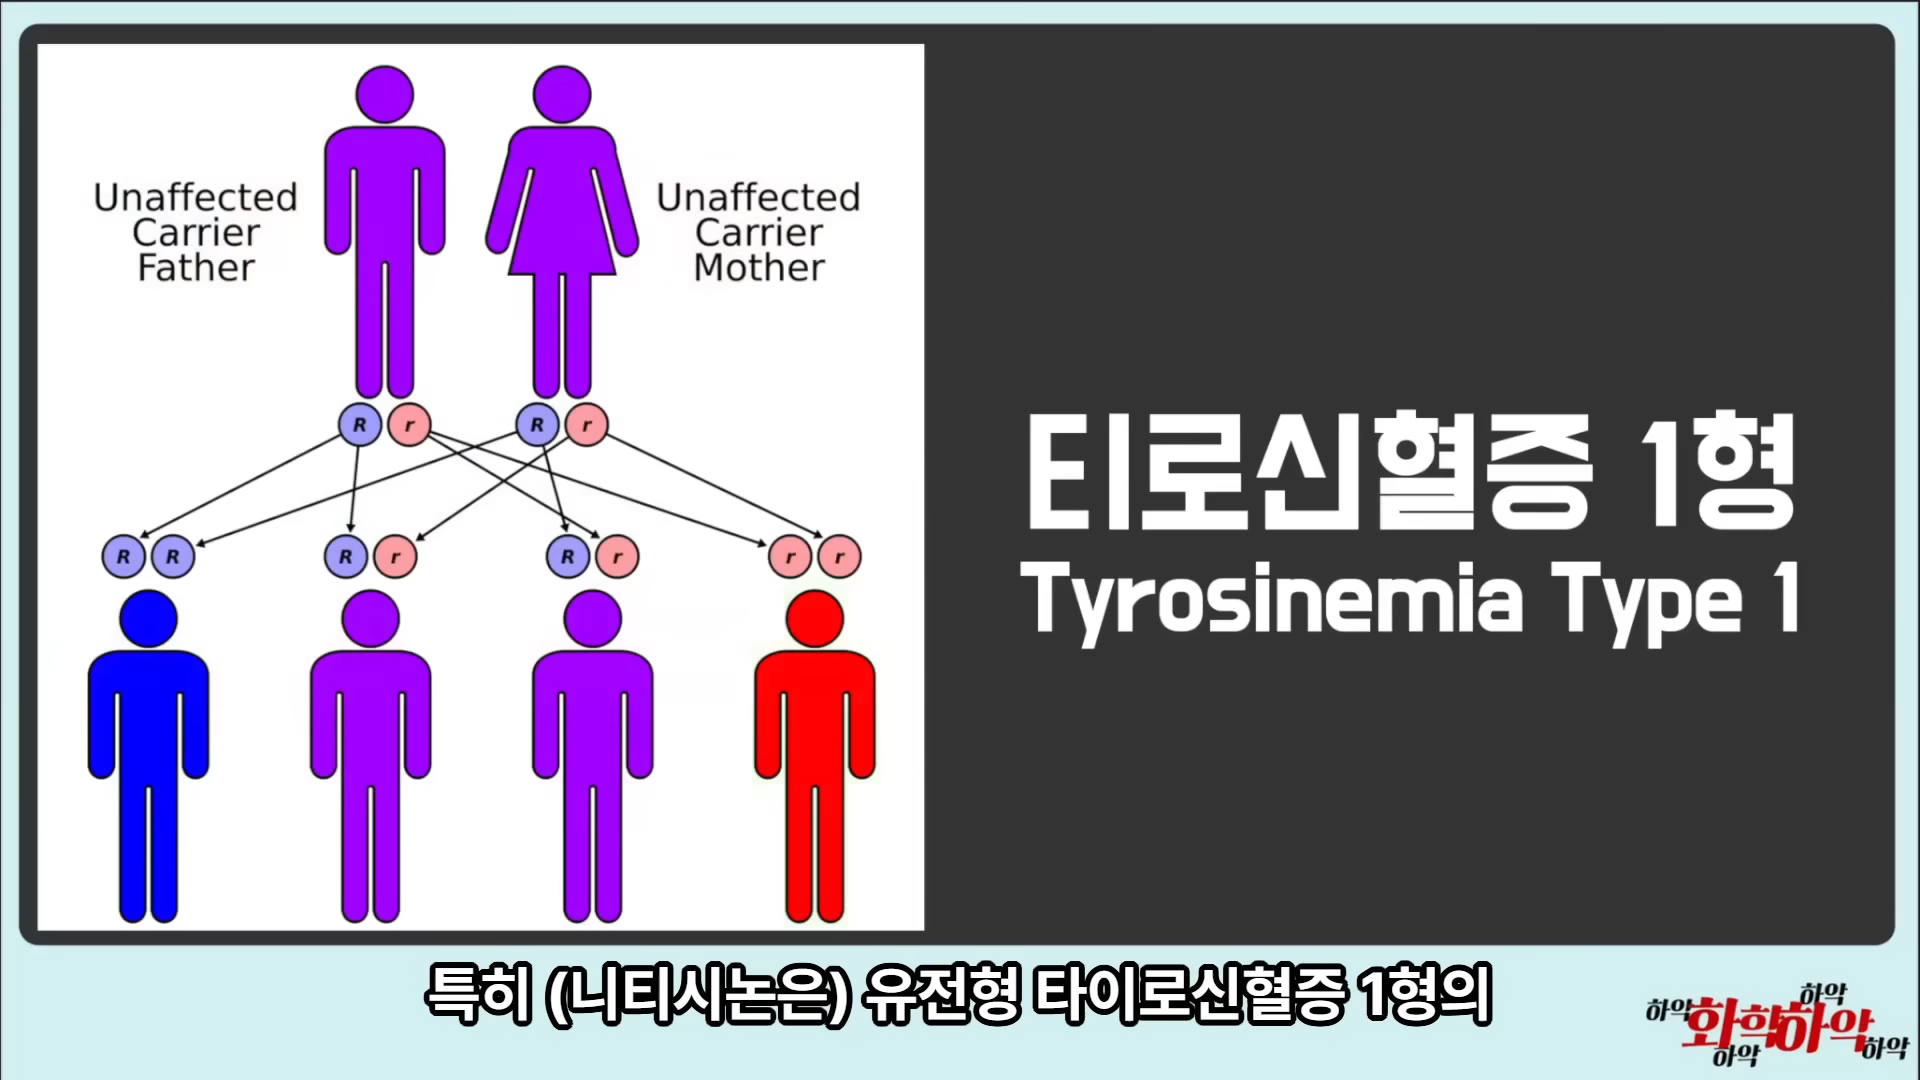 Unaffected
Carrier
Father
Unaffected
Carrier
Mother
R r R r
R R R r R r r r
티로신혈증 1형
Tyrosinemia Type 1
특히 (니티시논은) 유전형 타이로신혈증 1형의
하악
하악
화학하악
하악
하악